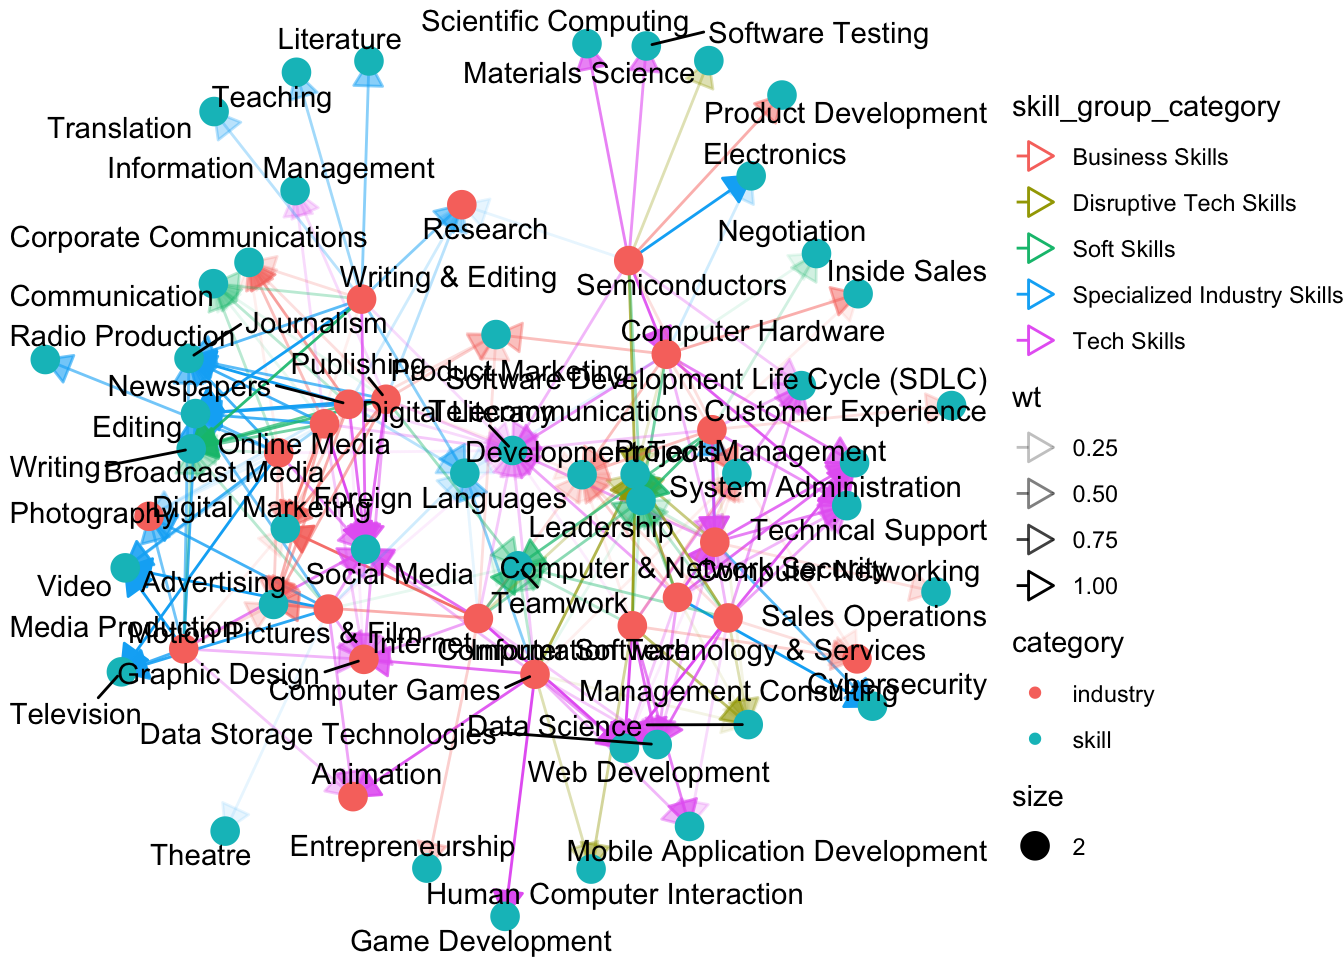 Scientific Computing
Software Testing
Literature
Materials Science
Teaching
Product Development
Translation
Electronics
Information Management
Research
Negotiation
Corporate Communications
Inside Sales
Writing & Editing
Semiconductors
Communication
Journalism
Computer Hardware
Radio Production
Publishing
Product Marketing
Software Development Life Cycle (SDLC)
Newspapers
Digital Literacy
Telecommunications
Customer Experience
Editing
Online Media
Development Tools
Project Management
Writing
Broadcast Media
System Administration
Foreign Languages
Photography
Digital Marketing
Leadership
Technical Support
Computer & Network Security
Computer Networking
Social Media
Video
Advertising
Teamwork
Sales Operations
Media Production
Motion Pictures & Film
Internet
Computer Software
Information Technology & Services
Graphic Design
Computer Games
Management Consulting
Cybersecurity
Television
Data Science
Data Storage Technologies
Web Development
Animation
Theatre
Entrepreneurship
Mobile Application Development
Human Computer Interaction
Game Development
skill_group_category
Business Skills
Disruptive Tech Skills
Soft Skills
Specialized Industry Skills
Tech Skills
wt
0.25
0.50
0.75
1.00
category
industry
skill
size
2